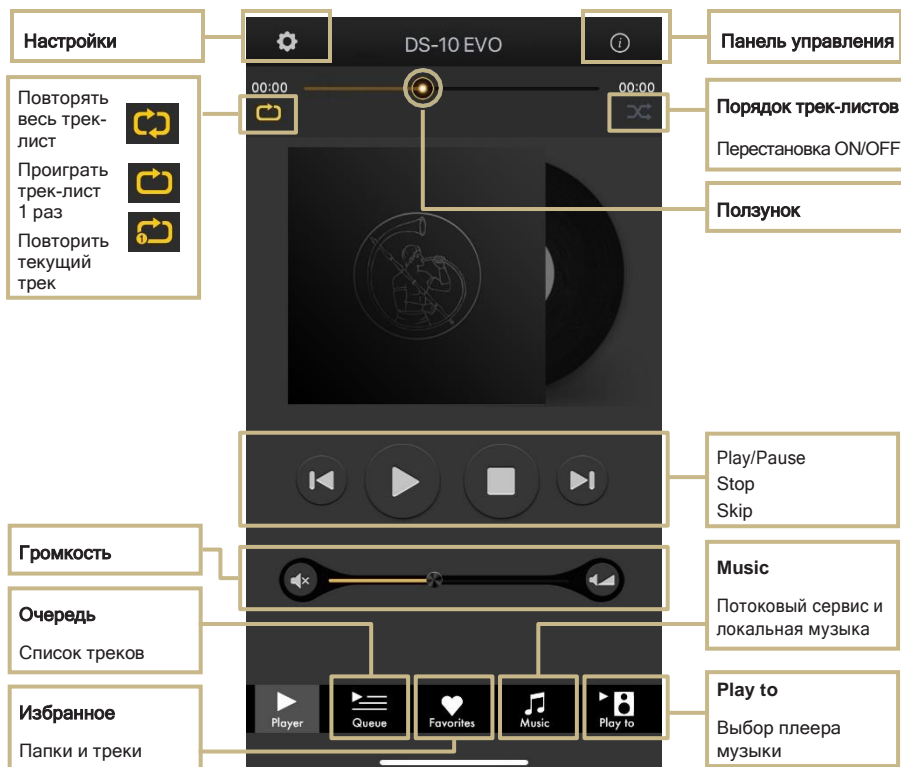 Настройки
DS-10 EVO
Панель управления
00:00
00:00
Повторять
весь трек-
лист
Проиграть
трек-лист
1 раз
1
Повторить
текущий
трек
Порядок трек-листов
Перестановка ON/OFF
Ползунок
Play/Pause
Stop
Skip
Громкость
Music
Потоковый сервис и
локальная музыка
Очередь
Список треков
Избранное
Папки и треки
Player
Queue
Favorites
Music
Play to
Play to
Выбор плеера
музыки